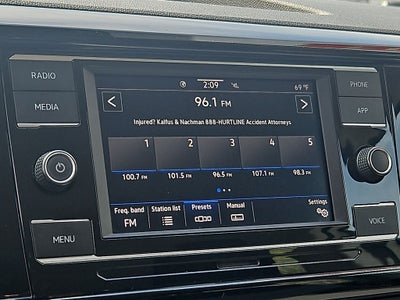 RADIO
MEDIA
MENU
2:09
69 °F
96.1 FM
Injured? Kalfus & Nachman 888-HURTLINE Accident Attorneys
1 2 3 4 5
100.7 FM 101.5 FM 96.5 FM 107.1 FM 98.3 FM
Freq. band Station list Presets Manual Settings
FM
PHONE
APP
VOICE